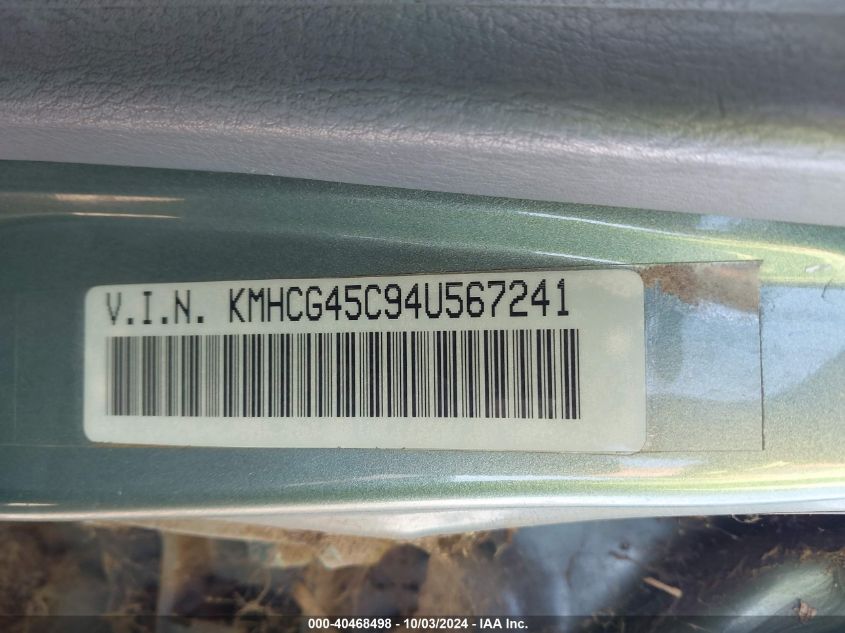 V.I.N. KMHCG45C94U567241
000-40468498 - 10/03/2024 - IAA Inc.